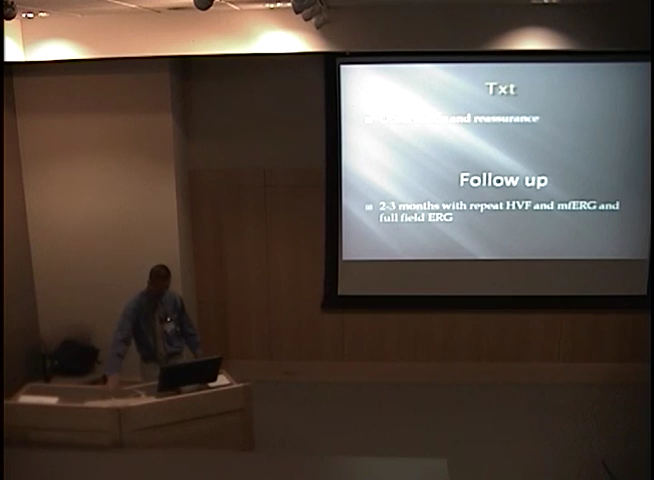 Txt
and reassurance
Follow up
2-3 months with repeat HVF and mfERG and
full field ERG